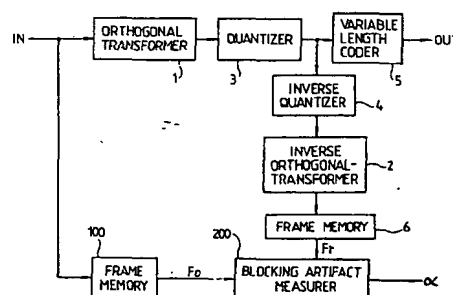 IN
ORTHOGONAL
TRANSFORMER
1
QUANTIZER
3
VARIABLE
LENGTH
CODER
5
OUT
INVERSE
QUANTIZER
4
INVERSE
ORTHOGONAL-
TRANSFORMER
2
FRAME MEMORY
6
Fr
100
FRAME
MEMORY
Fo
200
BLOCKING ARTIFACT
MEASURER
α